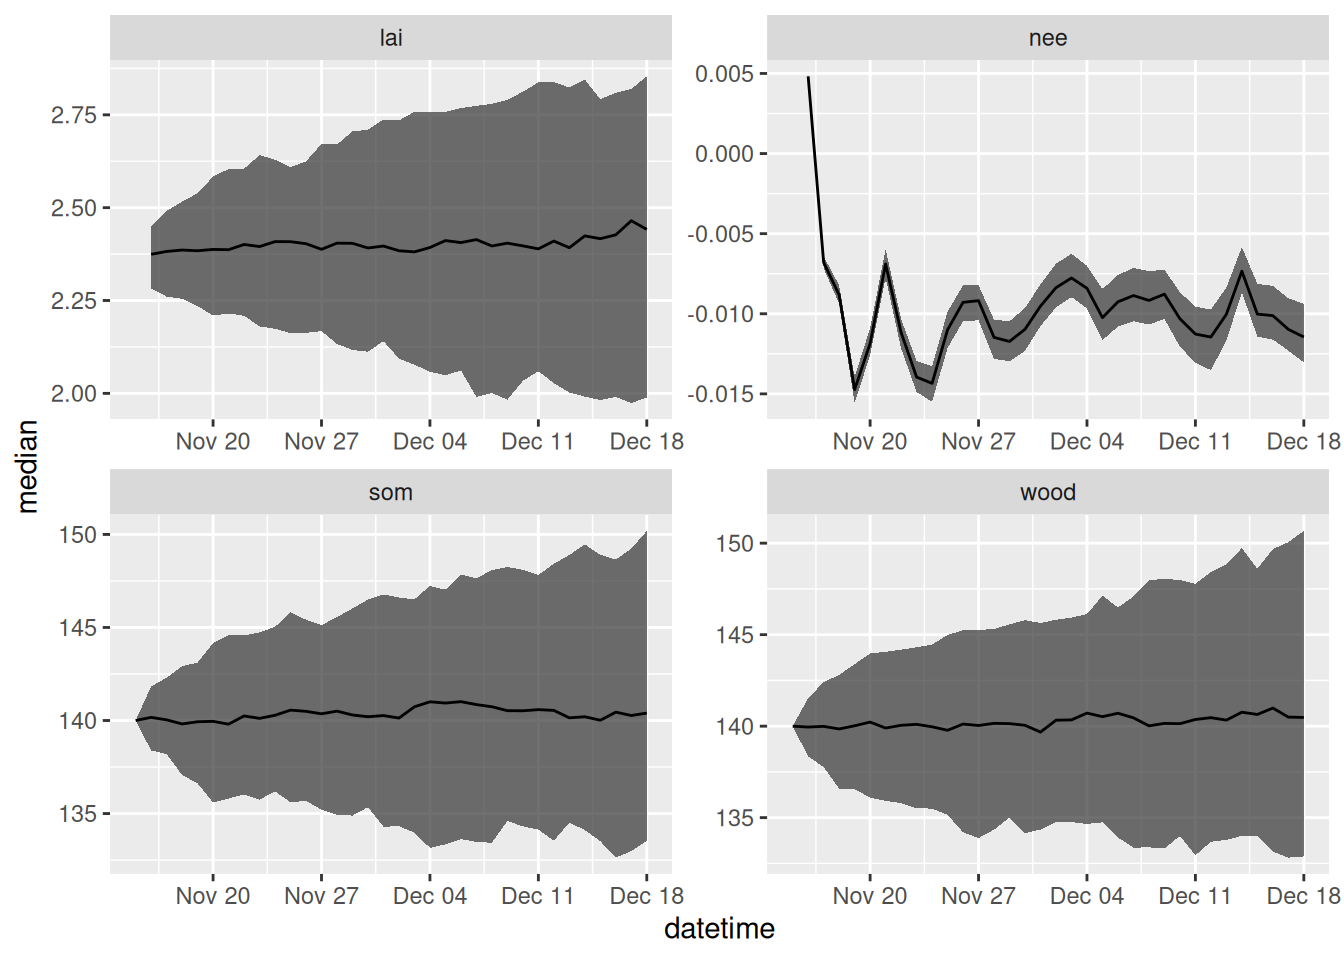 lai
nee
2.75
2.50
2.25
2.00
0.005
0.000
-0.005
-0.010
-0.015
Nov 20 Nov 27 Dec 04 Dec 11 Dec 18
Nov 20 Nov 27 Dec 04 Dec 11 Dec 18
median
som
wood
150
145
140
135
150
145
140
135
Nov 20 Nov 27 Dec 04 Dec 11 Dec 18
Nov 20 Nov 27 Dec 04 Dec 11 Dec 18
datetime